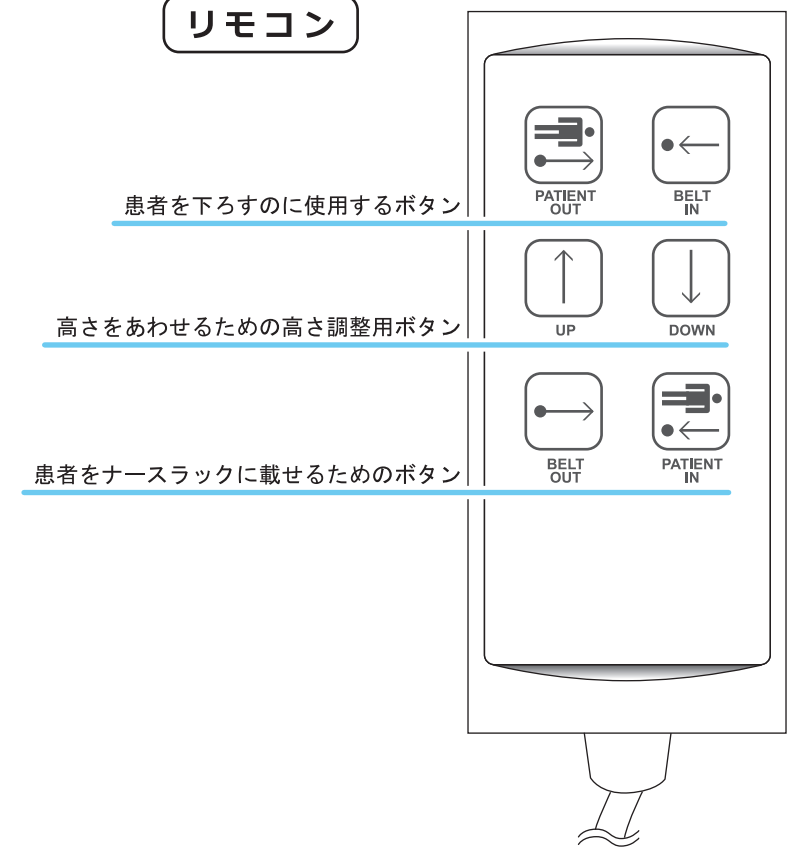 リモコン
PATIENT
OUT
BELT
IN
患者を下ろすのに使用するボタン
UP
DOWN
高さをあわせるための高さ調整用ボタン
BELT
OUT
PATIENT
IN
患者をナースラックに載せるためのボタン